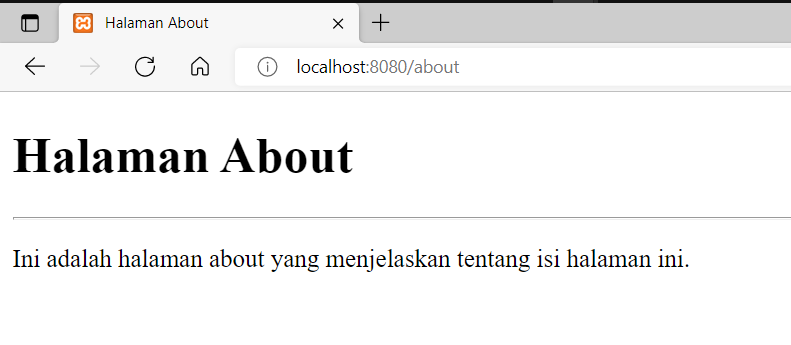 Halaman About
localhost:8080/about
Halaman About
Ini adalah halaman about yang menjelaskan tentang isi halaman ini.